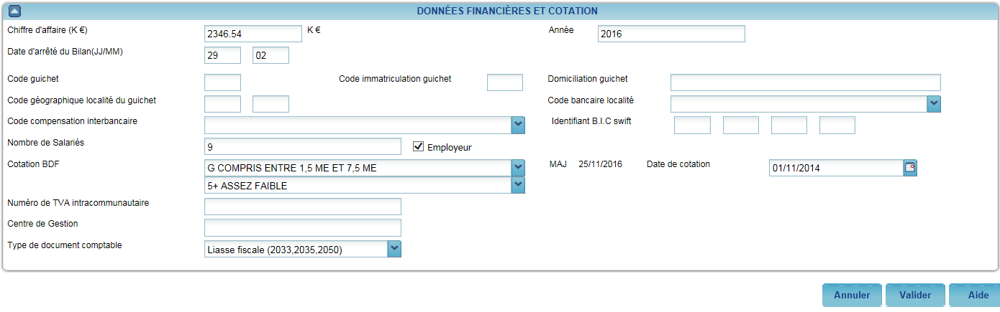 DONNÉES FINANCIÈRES ET COTATION
Chiffre d'affaire (K €) 2346.54 K € Année 2016
Date d'arrêté du Bilan(JJ/MM) 29 02
Code guichet Code immatriculation guichet Domiciliation guichet
Code géographique localité du guichet Code bancaire localité
Code compensation interbancaire Identifiant B.I.C swift
Nombre de Salariés 9 Employeur
Cotation BDF G COMPRIS ENTRE 1,5 ME ET 7,5 ME MAJ 25/11/2016 Date de cotation 01/11/2014
5+ ASSEZ FAIBLE
Numéro de TVA intracommunautaire
Centre de Gestion
Type de document comptable Liasse fiscale (2033,2035,2050)
Annuler Valider Aide